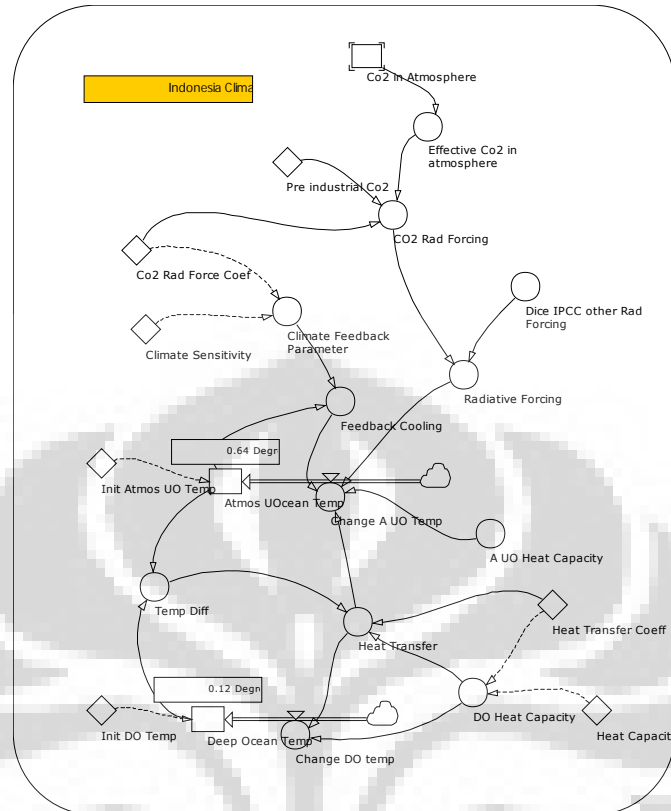 Co2 in Atmosphere
Indonesia Clima
Effective Co2 in
atmosphere
Pre industrial Co2
CO2 Rad Forcing
Co2 Rad Force Coef
Dice IPCC other Rad
Forcing
Climate Feedback
Parameter
Climate Sensitivity
Radiative Forcing
Feedback Cooling
0.64 Degr
Init Atmos UO Temp
Atmos UOcean Temp
Change A UO Temp
A UO Heat Capacity
Temp Diff
Heat Transfer
Heat Transfer Coeff
0.12 Degr
Init DO Temp
Deep Ocean Temp
DO Heat Capacity
Heat Capacit
Change DO temp